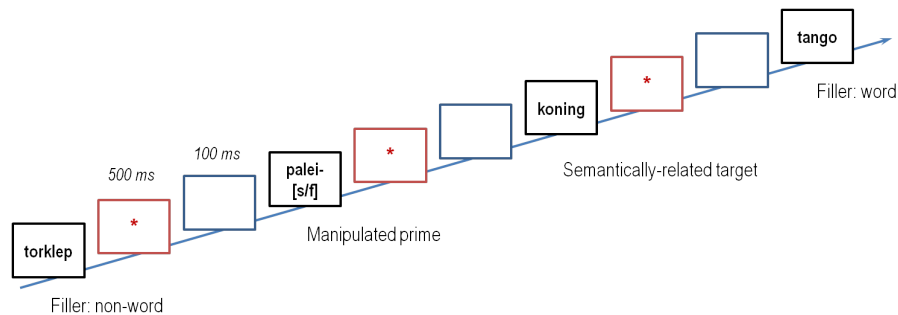 torklep
*
500 ms
100 ms
palei-
[s/f]
*
koning
*
tango
Filler: non-word
Manipulated prime
Semantically-related target
Filler: word